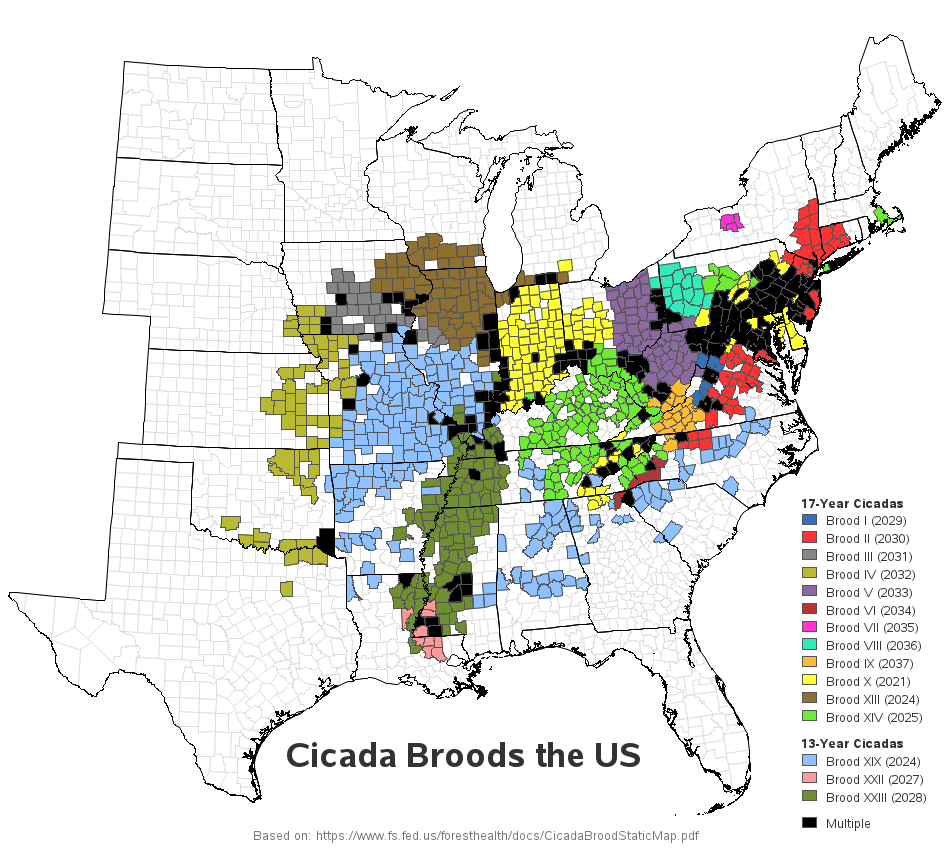 17-Year Cicadas
Brood I (2029)
Brood II (2030)
Brood III (2031)
Brood IV (2032)
Brood V (2033)
Brood VI (2034)
Brood VII (2035)
Brood VIII (2036)
Brood IX (2037)
Brood X (2021)
Brood XIII (2024)
Brood XIV (2025)
13-Year Cicadas
Brood XIX (2024)
Brood XXII (2027)
Brood XXIII (2028)
Multiple
Cicada Broods the US
Based on: https://www.fs.fed.us/foresthealth/docs/CicadaBroodStaticMap.pdf